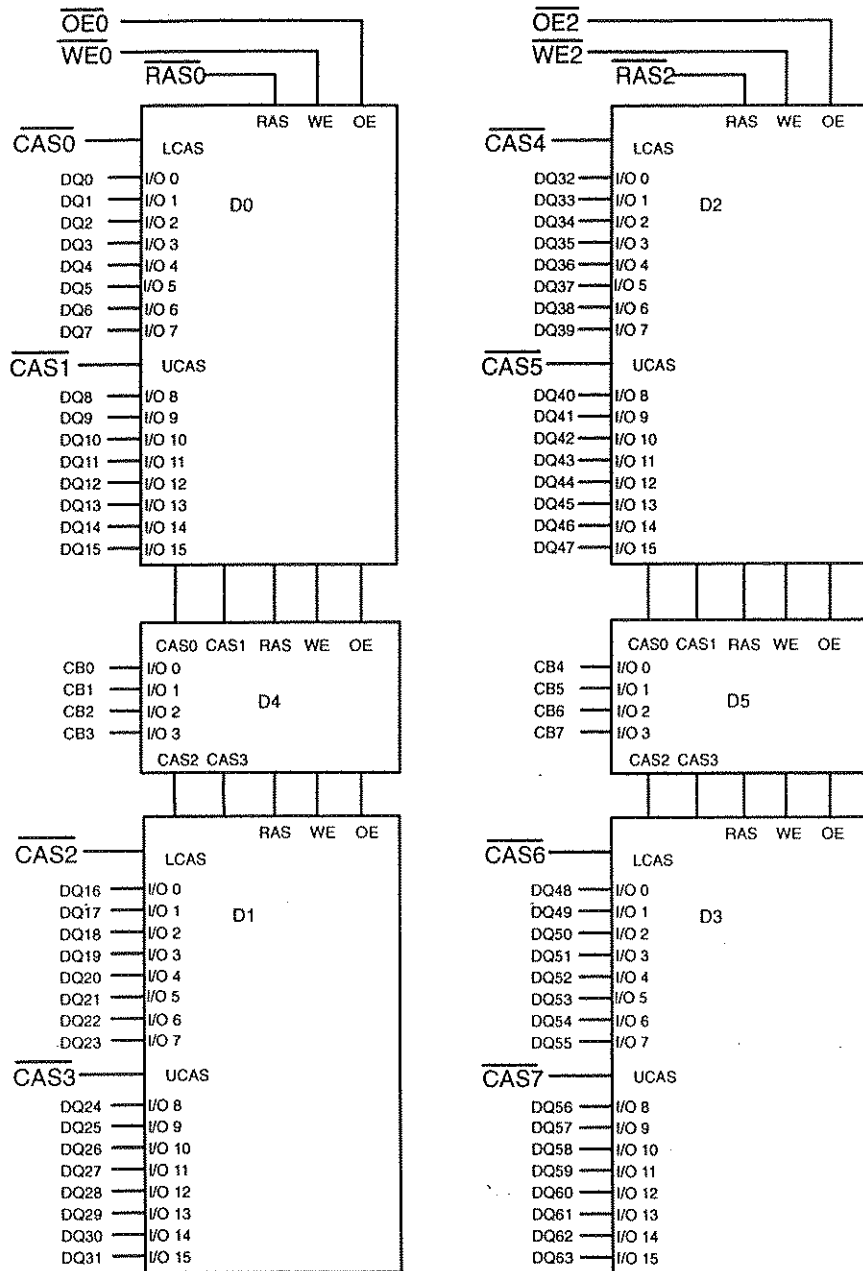 OE0
WE0
RAS0
RAS WE OE
CAS0
LCAS
DQ0 I/O 0
DQ1 I/O 1
D0
DQ2 I/O 2
DQ3 I/O 3
DQ4 I/O 4
DQ5 I/O 5
DQ6 I/O 6
DQ7 I/O 7
CAS1
UCAS
DQ8 I/O 8
DQ9 I/O 9
DQ10 I/O 10
DQ11 I/O 11
DQ12 I/O 12
DQ13 I/O 13
DQ14 I/O 14
DQ15 I/O 15
CAS0 CAS1 RAS WE OE
CB0 I/O 0
CB1 I/O 1
D4
CB2 I/O 2
CB3 I/O 3
CAS2 CAS3
RAS WE OE
CAS2
LCAS
DQ16 I/O 0
DQ17 I/O 1
D1
DQ18 I/O 2
DQ19 I/O 3
DQ20 I/O 4
DQ21 I/O 5
DQ22 I/O 6
DQ23 I/O 7
CAS3
UCAS
DQ24 I/O 8
DQ25 I/O 9
DQ26 I/O 10
DQ27 I/O 11
DQ28 I/O 12
DQ29 I/O 13
DQ30 I/O 14
DQ31 I/O 15
OE2
WE2
RAS2
RAS WE OE
CAS4
LCAS
DQ32 I/O 0
DQ33 I/O 1
D2
DQ34 I/O 2
DQ35 I/O 3
DQ36 I/O 4
DQ37 I/O 5
DQ38 I/O 6
DQ39 I/O 7
CAS5
UCAS
DQ40 I/O 8
DQ41 I/O 9
DQ42 I/O 10
DQ43 I/O 11
DQ44 I/O 12
DQ45 I/O 13
DQ46 I/O 14
DQ47 I/O 15
CAS0 CAS1 RAS WE OE
CB4 I/O 0
CB5 I/O 1
D5
CB6 I/O 2
CB7 I/O 3
CAS2 CAS3
RAS WE OE
CAS6
LCAS
DQ48 I/O 0
DQ49 I/O 1
D3
DQ50 I/O 2
DQ51 I/O 3
DQ52 I/O 4
DQ53 I/O 5
DQ54 I/O 6
DQ55 I/O 7
CAS7
UCAS
DQ56 I/O 8
DQ57 I/O 9
DQ58 I/O 10
DQ59 I/O 11
DQ60 I/O 12
DQ61 I/O 13
DQ62 I/O 14
DQ63 I/O 15